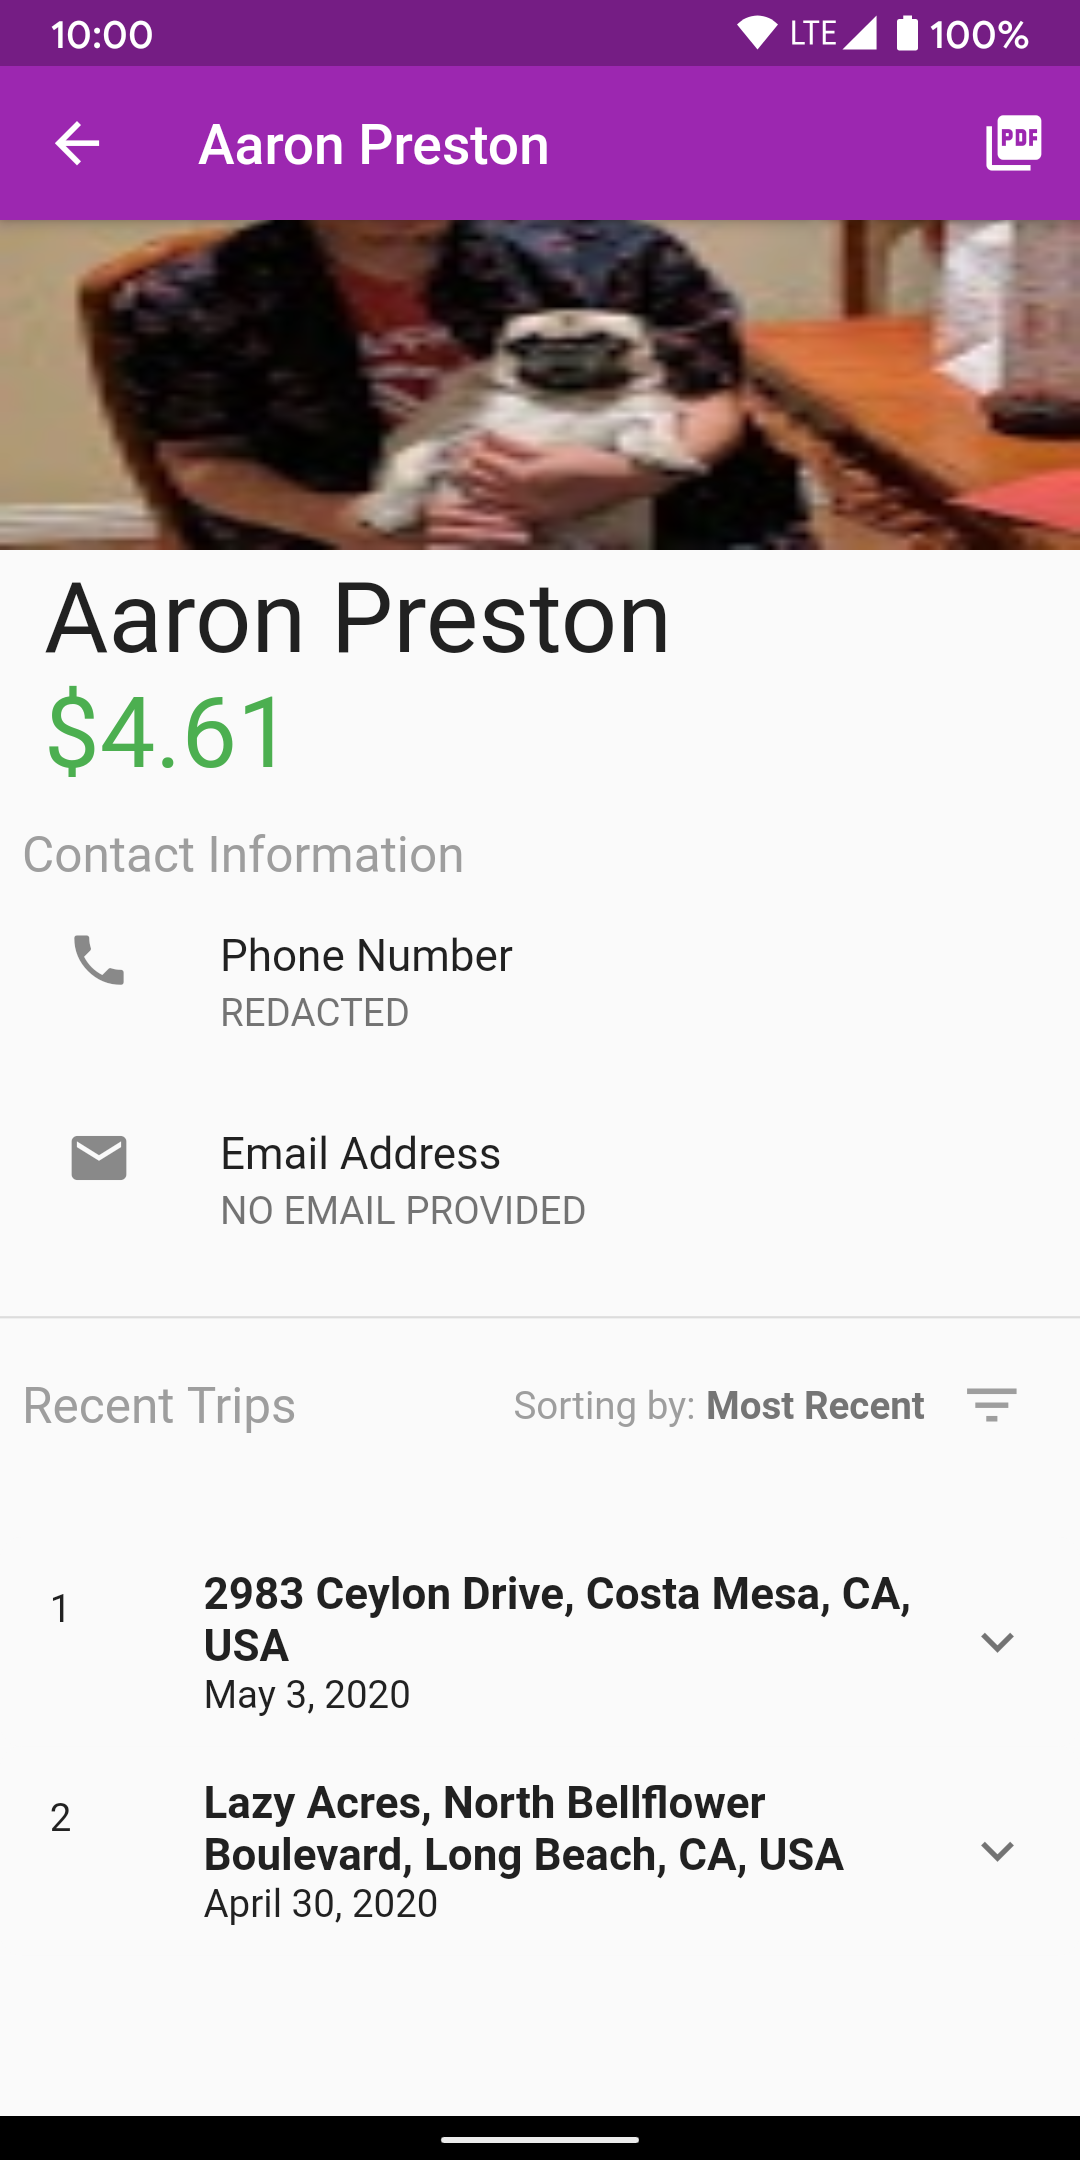 10:00 LTE 100%
Aaron Preston PDF
Aaron Preston
$4.61
Contact Information
Phone Number
REDACTED
Email Address
NO EMAIL PROVIDED
Recent Trips Sorting by: Most Recent
1 2983 Ceylon Drive, Costa Mesa, CA,
USA
May 3, 2020
2 Lazy Acres, North Bellflower
Boulevard, Long Beach, CA, USA
April 30, 2020